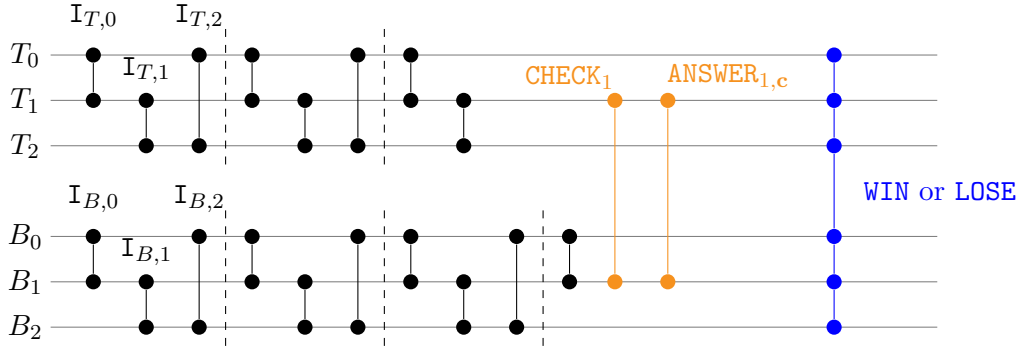 I_{T,0} I_{T,2}
T_0
I_{T,1}
CHECK_1 ANSWER_{1,c}
T_1
T_2
I_{B,0} I_{B,2} WIN or LOSE
B_0
I_{B,1}
B_1
B_2